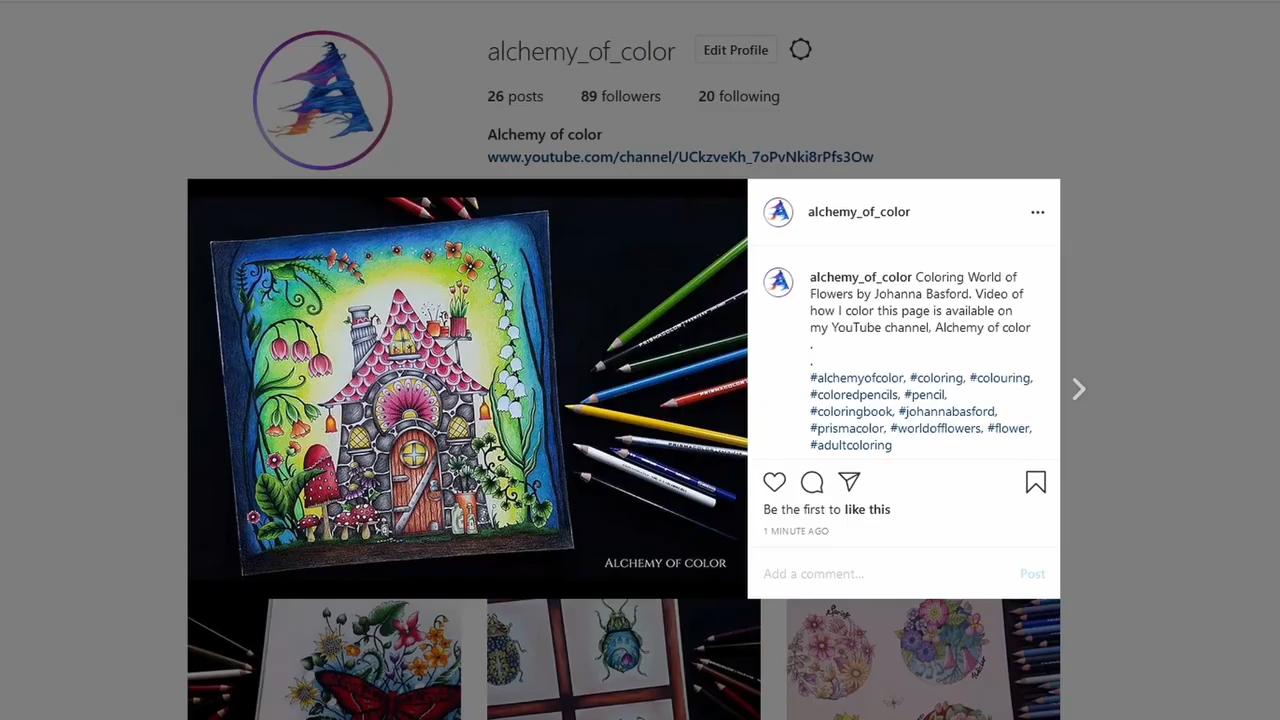 alchemy_of_color Edit Profile
26 posts 89 followers 20 following
Alchemy of color
www.youtube.com/channel/UCkzveKh_7oPvNki8rPfs3Ow
alchemy_of_color
alchemy_of_color Coloring World of
Flowers by Johanna Basford. Video of
how I color this page is available on
my YouTube channel, Alchemy of color
.
.
#alchemyofcolor, #coloring, #colouring,
#coloredpencils, #pencil,
#coloringbook, #johannabasford,
#prismacolor, #worldofflowers, #flower,
#adultcoloring
Be the first to like this
1 MINUTE AGO
Add a comment... Post
PRISMACOLOR
ALCHEMY OF COLOR